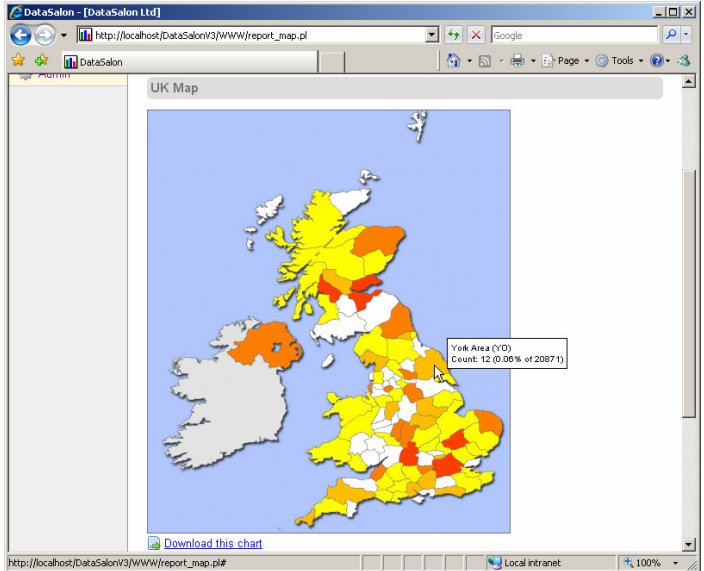 DataSalon - [DataSalon Ltd]
http://localhost/DataSalonV3/WWW/report_map.pl
Google
DataSalon
Page
Tools
Admin
UK Map
York Area (YO)
Count: 12 (0.06% of 20871)
Download this chart
http://localhost/DataSalonV3/WWW/report_map.pl#
Local intranet
100%